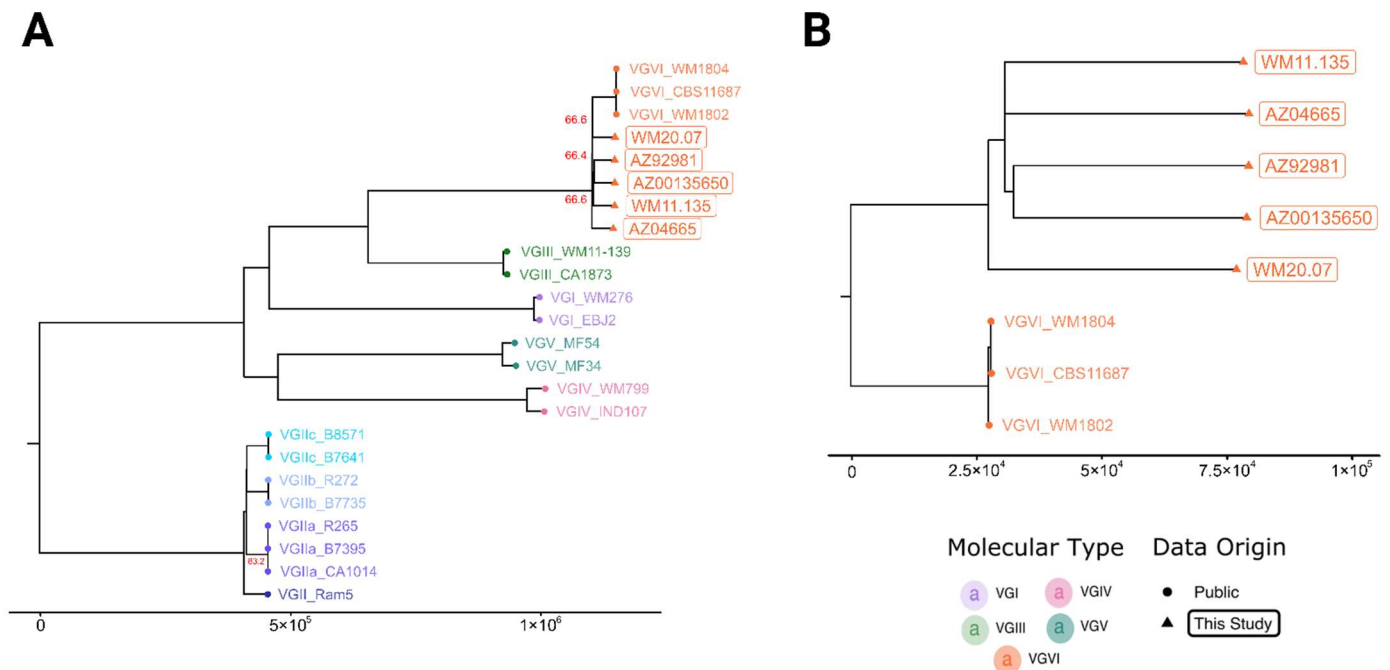 A
VGVI_WM1804
VGVI_CBS11687
VGVI_WM1802
66.6
WM20.07
66.4
AZ92981
AZ00135650
66.6
WM11.135
AZ04665
VGIII_WM11-139
VGIII_CA1873
VGI_WM276
VGI_EBJ2
VGV_MF54
VGV_MF34
VGIV_WM799
VGIV_IND107
VGIIc_B8571
VGIIc_B7641
VGIIb_R272
VGIIb_B7735
VGIIa_R265
VGIIa_B7395
83.2
VGIIa_CA1014
VGII_Ram5
0 5×10⁵ 1×10⁶
B
WM11.135
AZ04665
AZ92981
AZ00135650
WM20.07
VGVI_WM1804
VGVI_CBS11687
VGVI_WM1802
0 2.5×10⁴ 5×10⁴ 7.5×10⁴ 1×10⁵
Molecular Type
a VGI
a VGIV
a VGIII
a VGV
a VGVI
Data Origin
Public
This Study